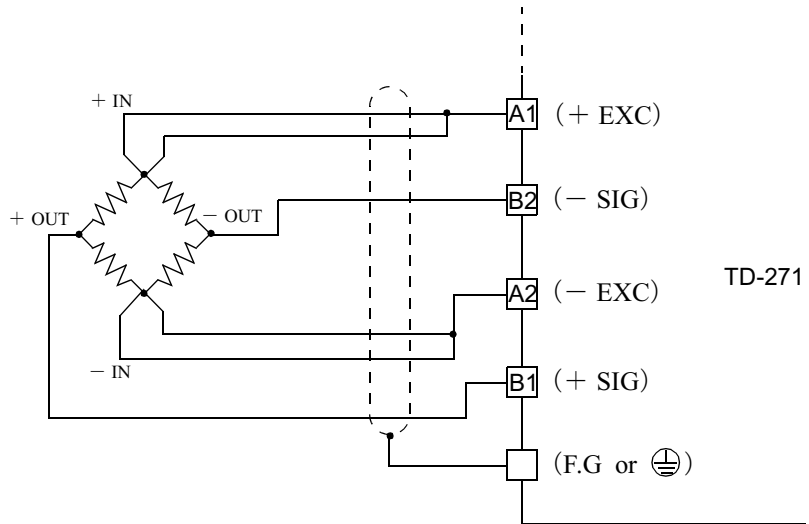 + IN
A1 (+ EXC)
+ OUT
− OUT
B2 (− SIG)
A2 (− EXC)
TD-271
− IN
B1 (+ SIG)
(F.G or ⏚)